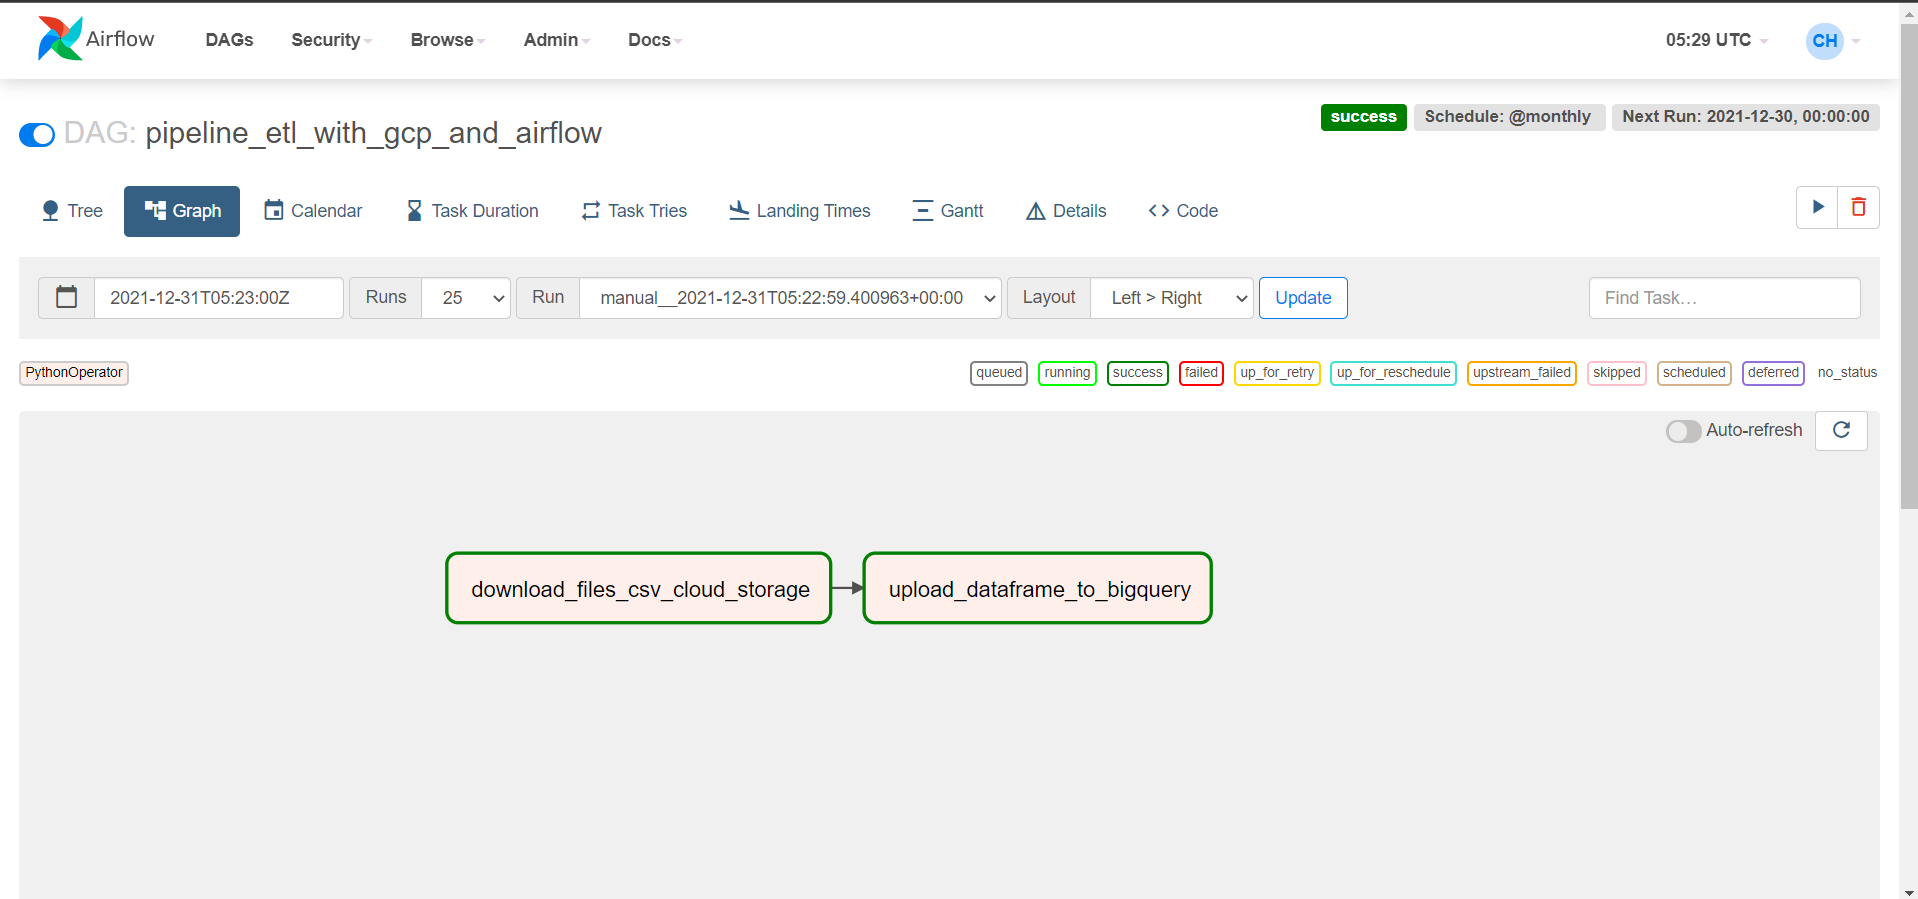 Airflow DAGs Security Browse Admin Docs 05:29 UTC CH
DAG: pipeline_etl_with_gcp_and_airflow
success Schedule: @monthly Next Run: 2021-12-30, 00:00:00
Tree Graph Calendar Task Duration Task Tries Landing Times Gantt Details Code
2021-12-31T05:23:00Z Runs 25 Run manual__2021-12-31T05:22:59.400963+00:00 Layout Left > Right Update Find Task…
PythonOperator queued running success failed up_for_retry up_for_reschedule upstream_failed skipped scheduled deferred no_status
Auto-refresh
download_files_csv_cloud_storage upload_dataframe_to_bigquery